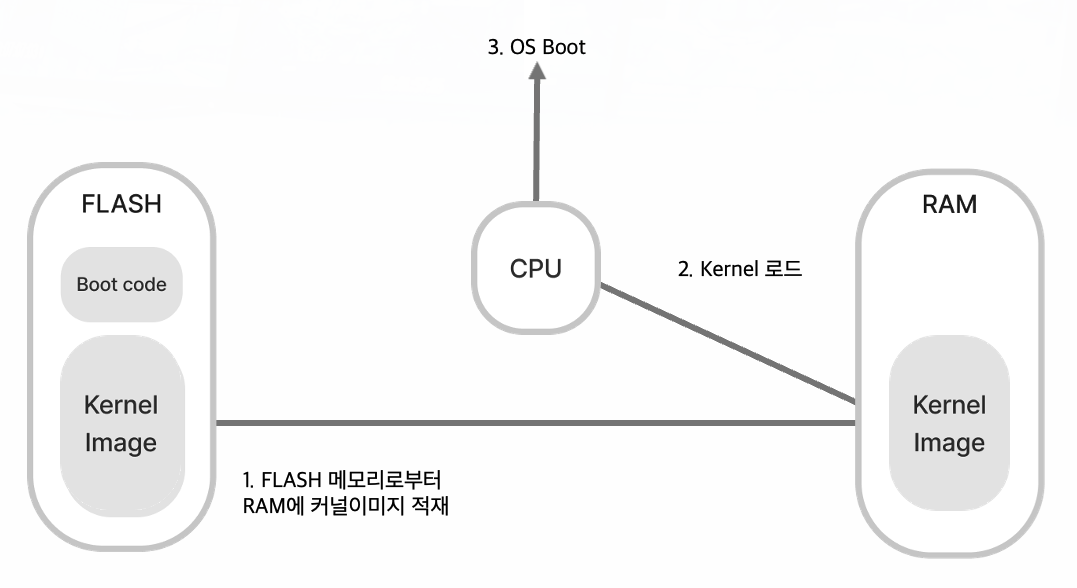 3. OS Boot
FLASH
Boot code
Kernel
Image
CPU
2. Kernel 로드
RAM
Kernel
Image
1. FLASH 메모리로부터
RAM에 커널이미지 적재